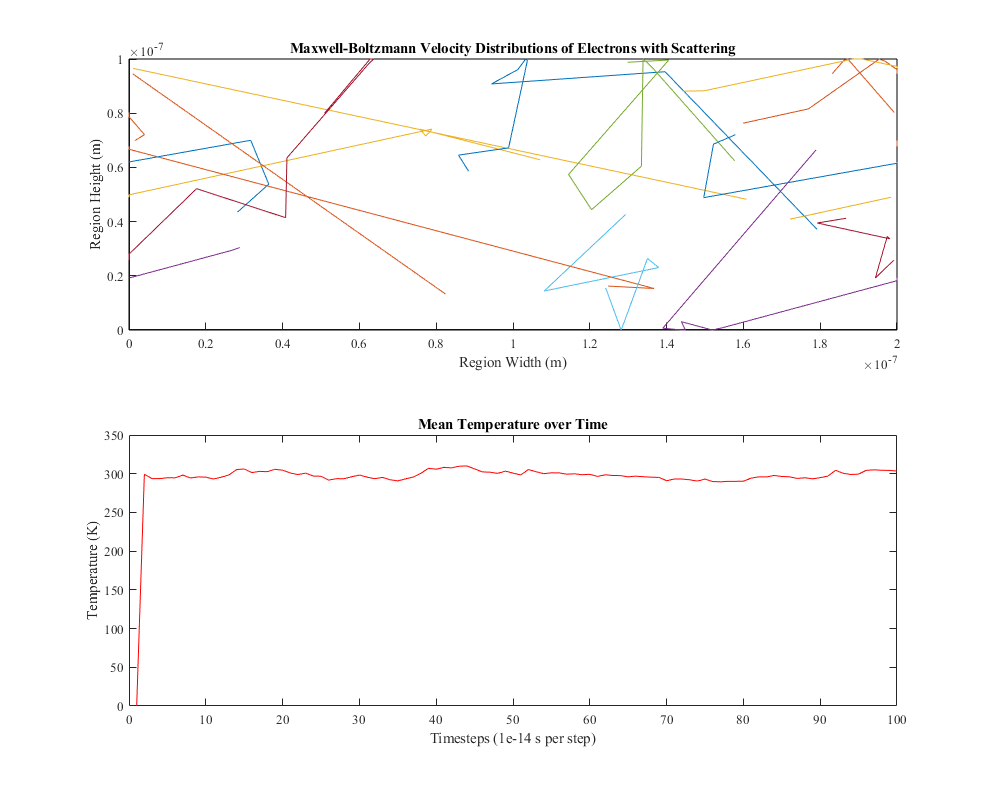 ×10⁻⁷
Maxwell-Boltzmann Velocity Distributions of Electrons with Scattering
1
0.8
0.6
0.4
0.2
0
Region Height (m)
0 0.2 0.4 0.6 0.8 1 1.2 1.4 1.6 1.8 2
Region Width (m)
×10⁻⁷
Mean Temperature over Time
350
300
250
200
150
100
50
0
Temperature (K)
0 10 20 30 40 50 60 70 80 90 100
Timesteps (1e-14 s per step)